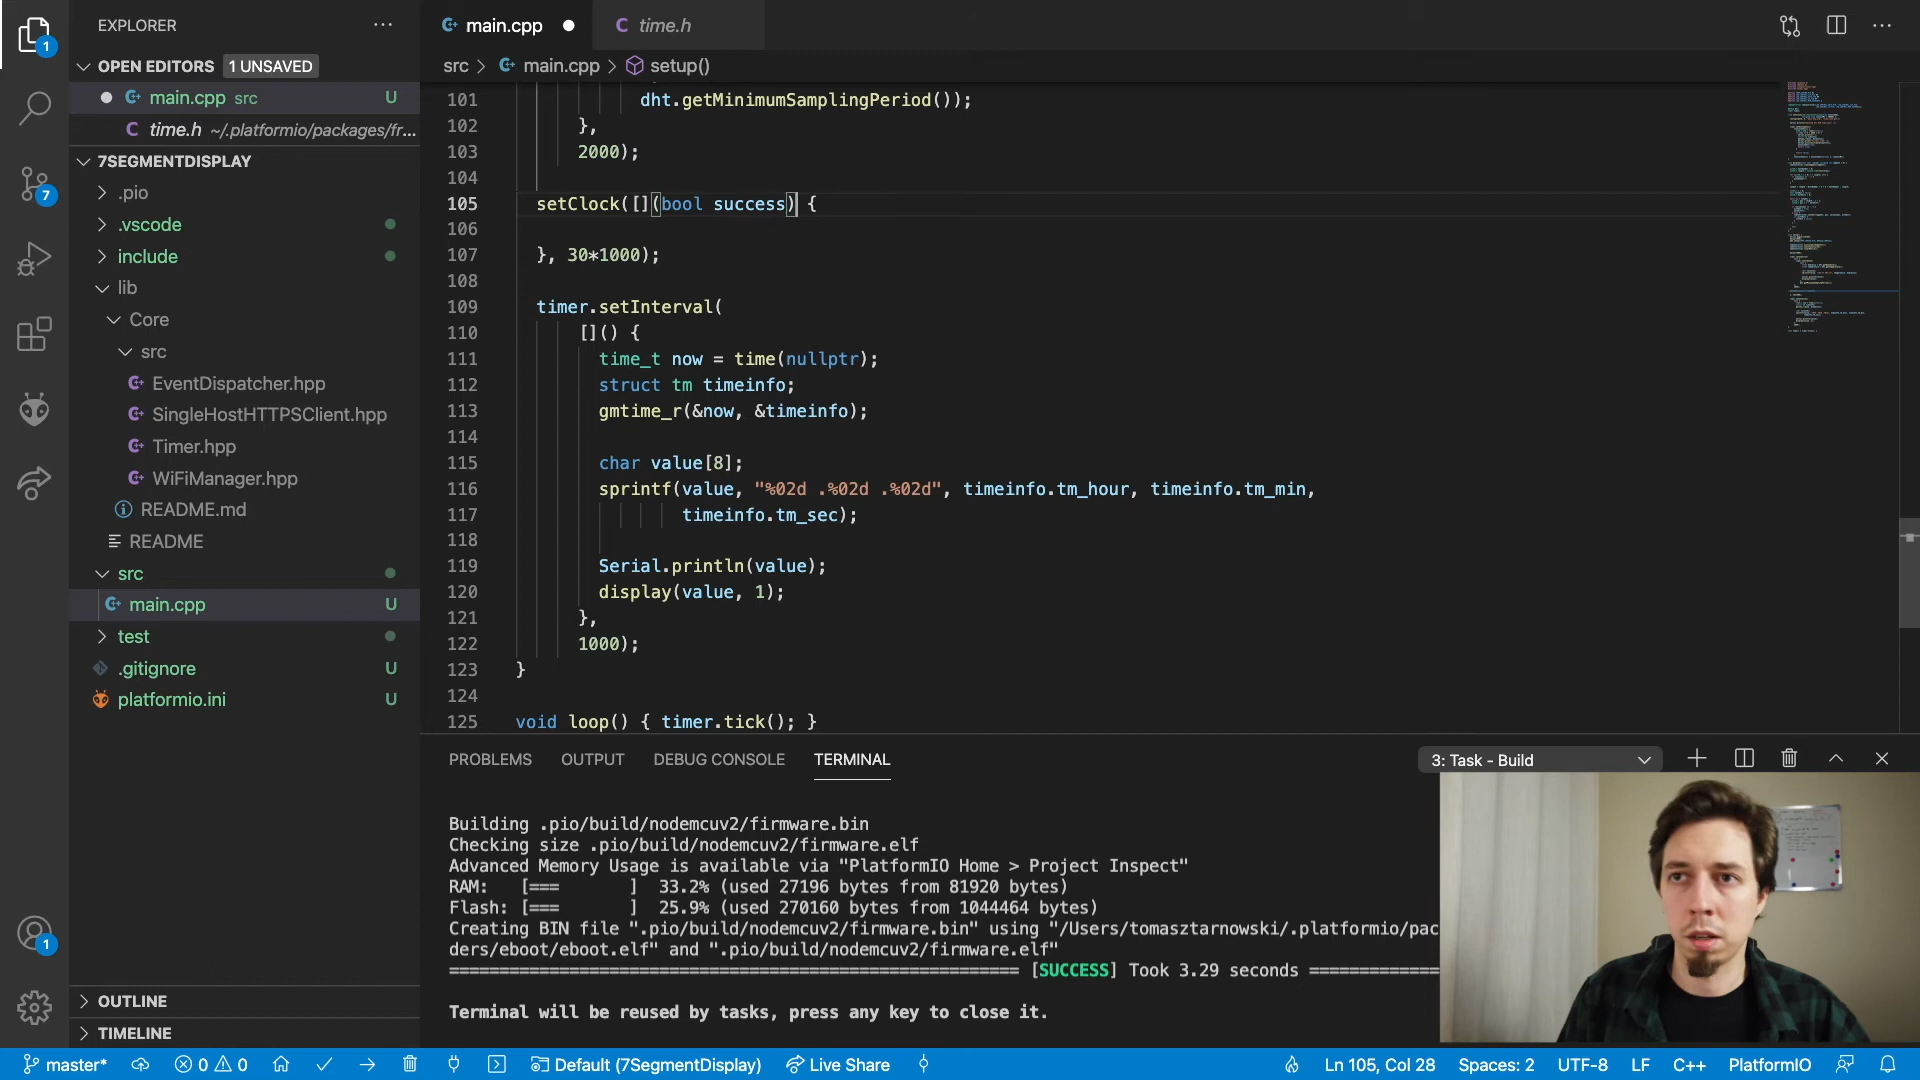 EXPLORER
OPEN EDITORS 1 UNSAVED
main.cpp src U
time.h ~/.platformio/packages/fr...
7SEGMENTDISPLAY
.pio
.vscode
include
lib
Core
src
EventDispatcher.hpp
SingleHostHTTPSClient.hpp
Timer.hpp
WiFiManager.hpp
README.md
README
src
main.cpp U
test
.gitignore U
platformio.ini U
OUTLINE
TIMELINE
1
7
1
main.cpp
time.h
src > main.cpp > setup()
101 dht.getMinimumSamplingPeriod());
102 },
103 2000);
104
105 setClock([](bool success) {
106
107 }, 30*1000);
108
109 timer.setInterval(
110 []() {
111 time_t now = time(nullptr);
112 struct tm timeinfo;
113 gmtime_r(&now, &timeinfo);
114
115 char value[8];
116 sprintf(value, "%02d .%02d .%02d", timeinfo.tm_hour, timeinfo.tm_min,
117 timeinfo.tm_sec);
118
119 Serial.println(value);
120 display(value, 1);
121 },
122 1000);
123 }
124
125 void loop() { timer.tick(); }
PROBLEMS OUTPUT DEBUG CONSOLE TERMINAL 3: Task - Build
Building .pio/build/nodemcuv2/firmware.bin
Checking size .pio/build/nodemcuv2/firmware.elf
Advanced Memory Usage is available via "PlatformIO Home > Project Inspect"
RAM: [=== ] 33.2% (used 27196 bytes from 81920 bytes)
Flash: [=== ] 25.9% (used 270160 bytes from 1044464 bytes)
Creating BIN file ".pio/build/nodemcuv2/firmware.bin" using "/Users/tomasztarnowski/.platformio/pac
ders/eboot/eboot.elf" and ".pio/build/nodemcuv2/firmware.elf"
========================================================= [SUCCESS] Took 3.29 seconds =============
Terminal will be reused by tasks, press any key to close it.
master* 0 0 Default (7SegmentDisplay) Live Share Ln 105, Col 28 Spaces: 2 UTF-8 LF C++ PlatformIO